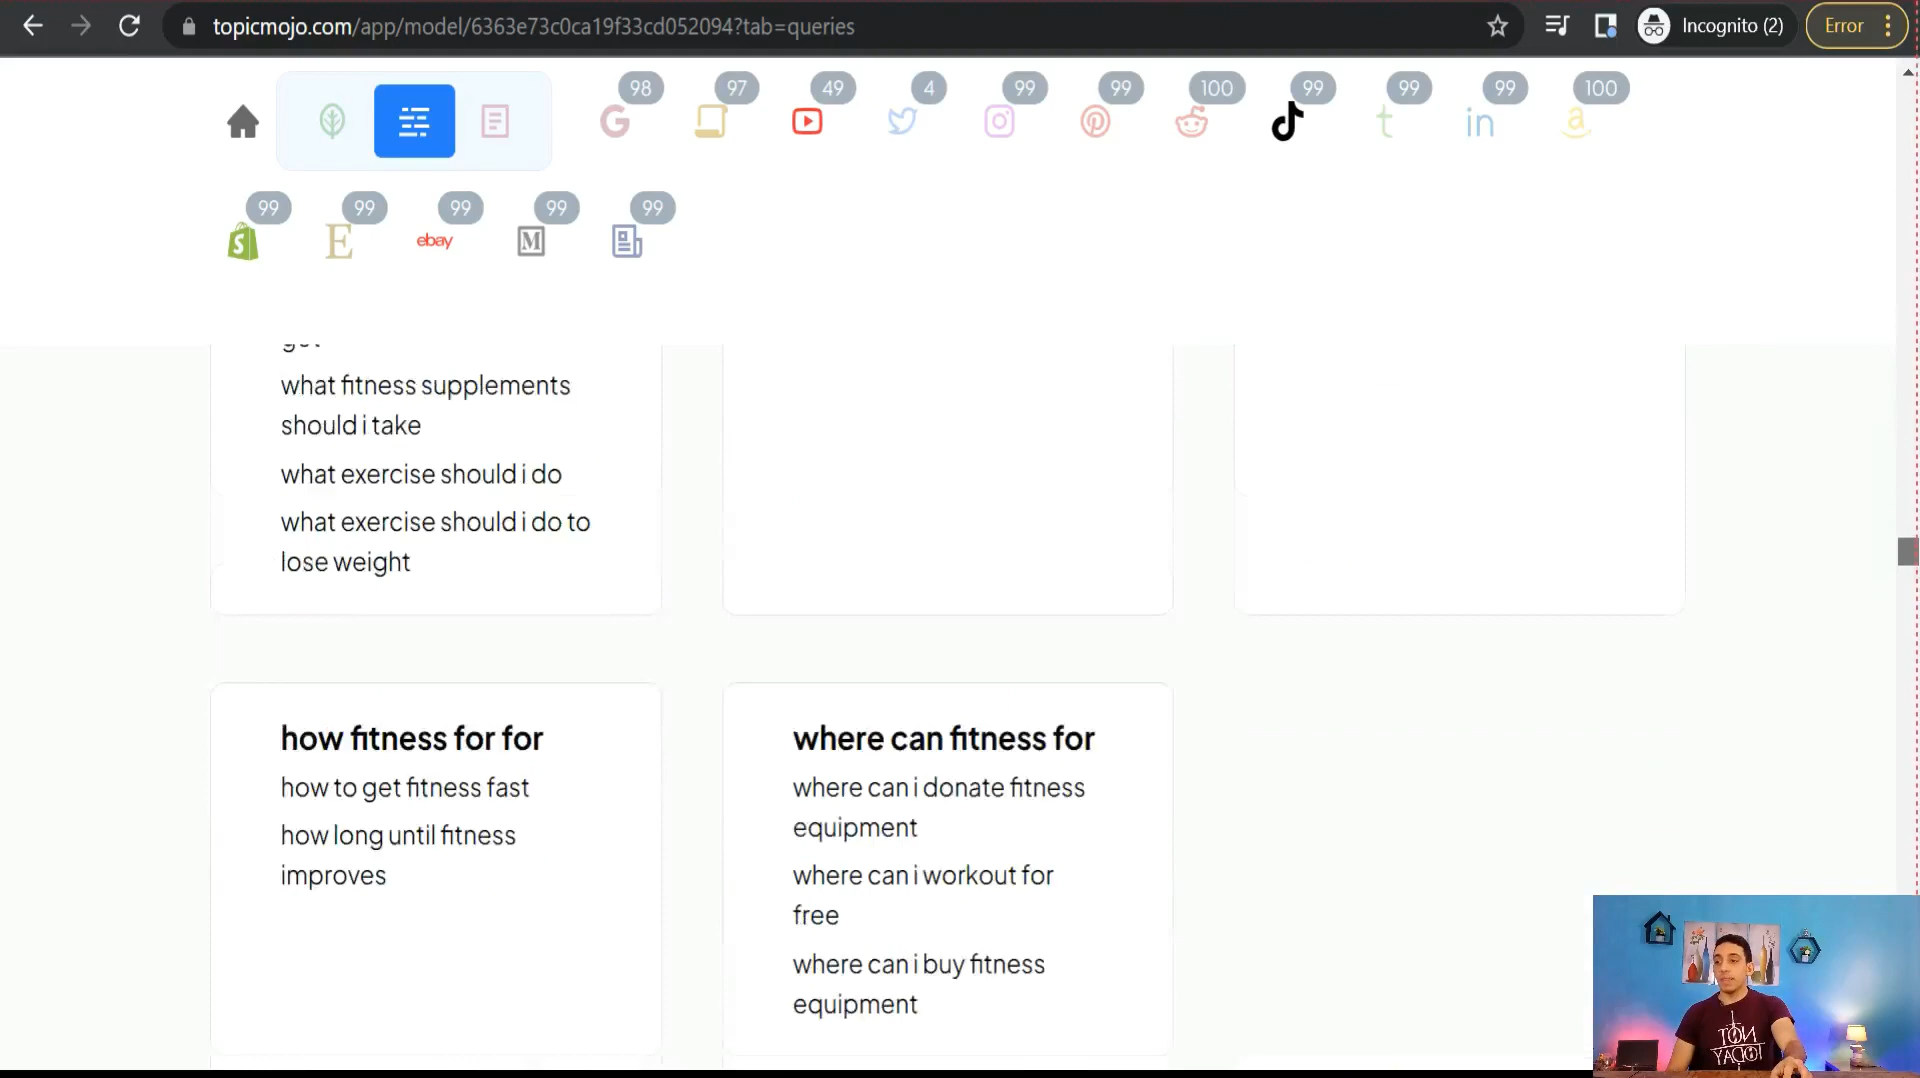 topicmojo.com/app/model/6363e73c0ca19f33cd052094?tab=queries
Incognito (2)
Error
98
97
49
4
99
99
100
99
99
99
100
99
99
99
99
99
ebay
what fitness supplements
should i take
what exercise should i do
what exercise should i do to
lose weight
how fitness for for
how to get fitness fast
how long until fitness
improves
where can fitness for
where can i donate fitness
equipment
where can i workout for
free
where can i buy fitness
equipment
NOT
TODAY